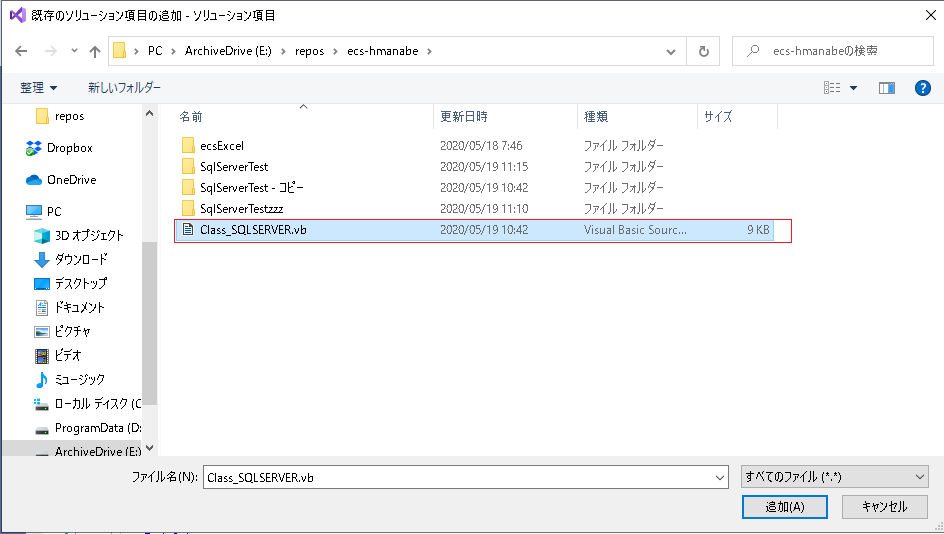 既存のソリューション項目の追加 - ソリューション項目
PC > ArchiveDrive (E:) > repos > ecs-hmanabe >
ecs-hmanabeの検索
整理 新しいフォルダー
名前 更新日時 種類 サイズ
repos
Dropbox
OneDrive
PC
3D オブジェクト
ダウンロード
デスクトップ
ドキュメント
ピクチャ
ビデオ
ミュージック
ローカル ディスク (C
ProgramData (D:
ArchiveDrive (E:)
ecsExcel 2020/05/18 7:46 ファイル フォルダー
SqlServerTest 2020/05/19 11:15 ファイル フォルダー
SqlServerTest - コピー 2020/05/19 10:42 ファイル フォルダー
SqlServerTestzzz 2020/05/19 11:10 ファイル フォルダー
Class_SQLSERVER.vb 2020/05/19 10:42 Visual Basic Sourc... 9 KB
ファイル名(N): Class_SQLSERVER.vb すべてのファイル (*.*)
追加(A) キャンセル